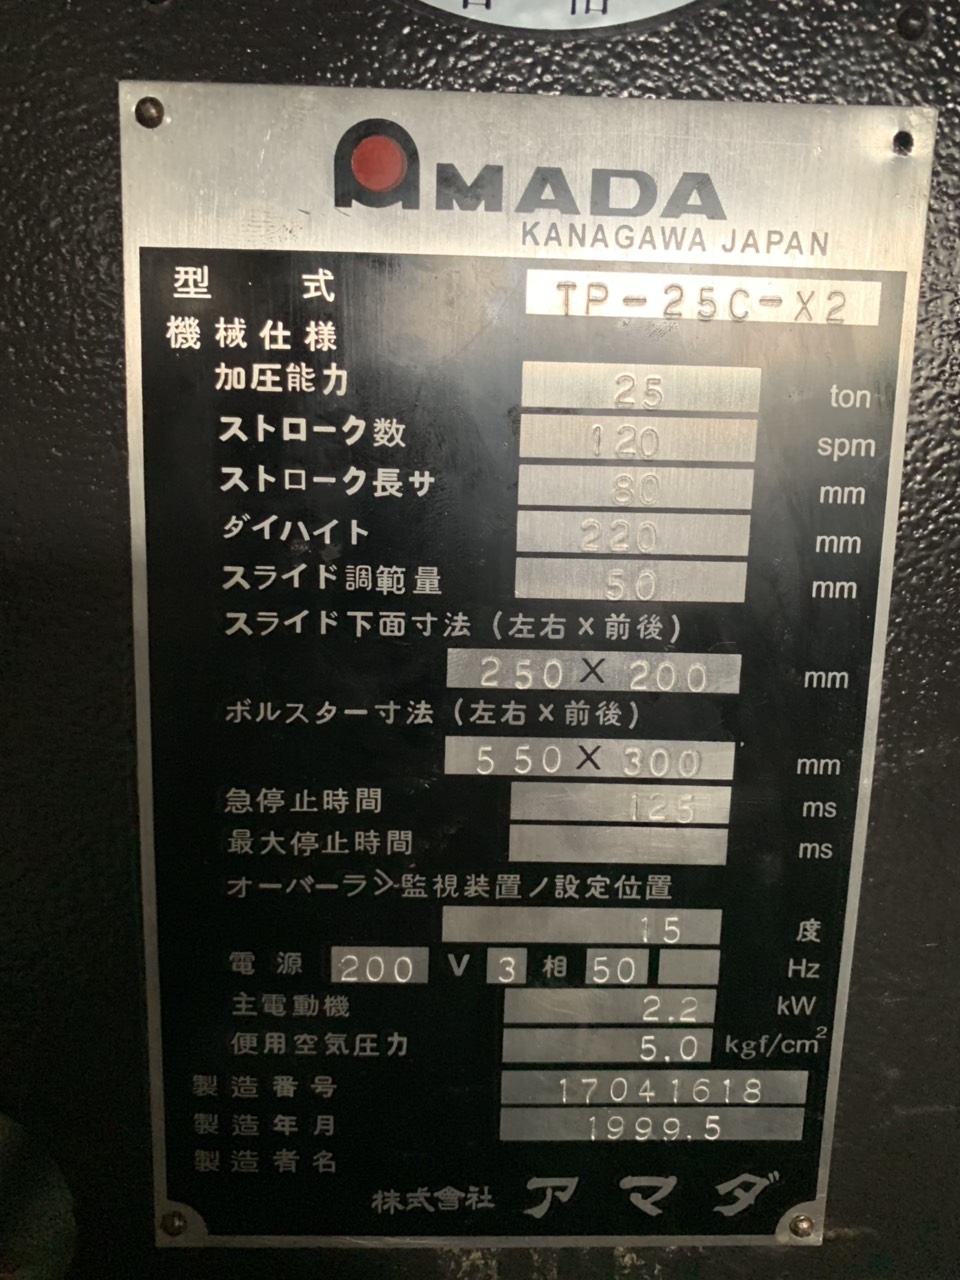 AMADA
KANAGAWA JAPAN
型式 TP-25C-X2
機械仕様
加圧能力 25 ton
ストローク数 120 spm
ストローク長サ 80 mm
ダイハイト 220 mm
スライド調範量 50 mm
スライド下面寸法(左右×前後)
250 X 200 mm
ボルスター寸法(左右×前後)
550 X 300 mm
急停止時間 125 ms
最大停止時間 ms
オーバーラン監視装置ノ設定位置
15 度
電源 200 V 3 相 50 Hz
主電動機 2.2 kW
便用空気圧力 5.0 kgf/cm²
製造番号 17041618
製造年月 1999.5
製造者名
株式會社 アマダ